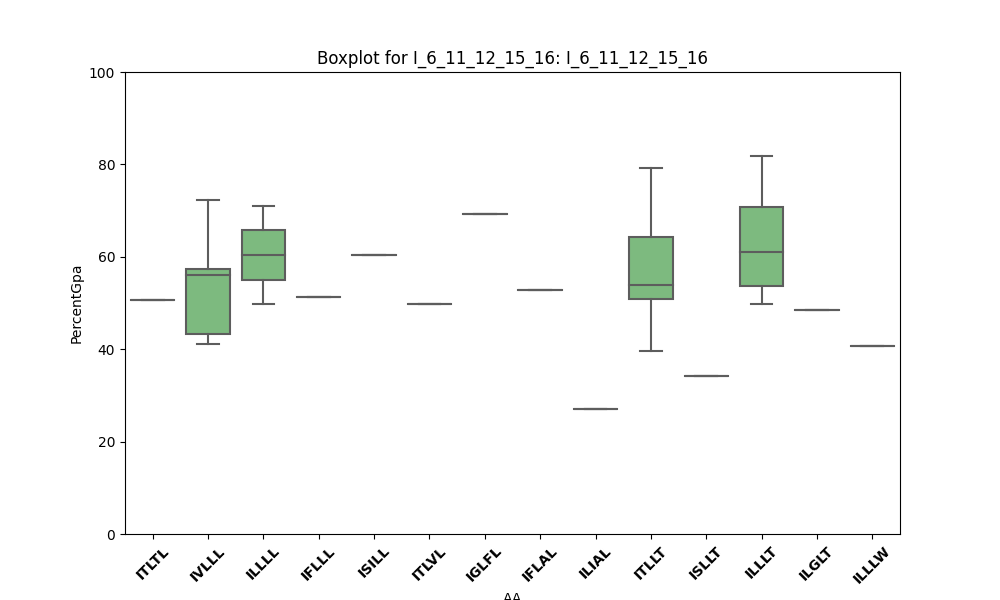 Boxplot for I_6_11_12_15_16: I_6_11_12_15_16
PercentGpa
100
80
60
40
20
0
ITLTL
IVLLL
ILLLL
IFLLL
ISILL
ITLVL
IGLFL
IFLAL
ILIAL
ITLLT
ISLLT
ILLLT
ILGLT
ILLLW
AA